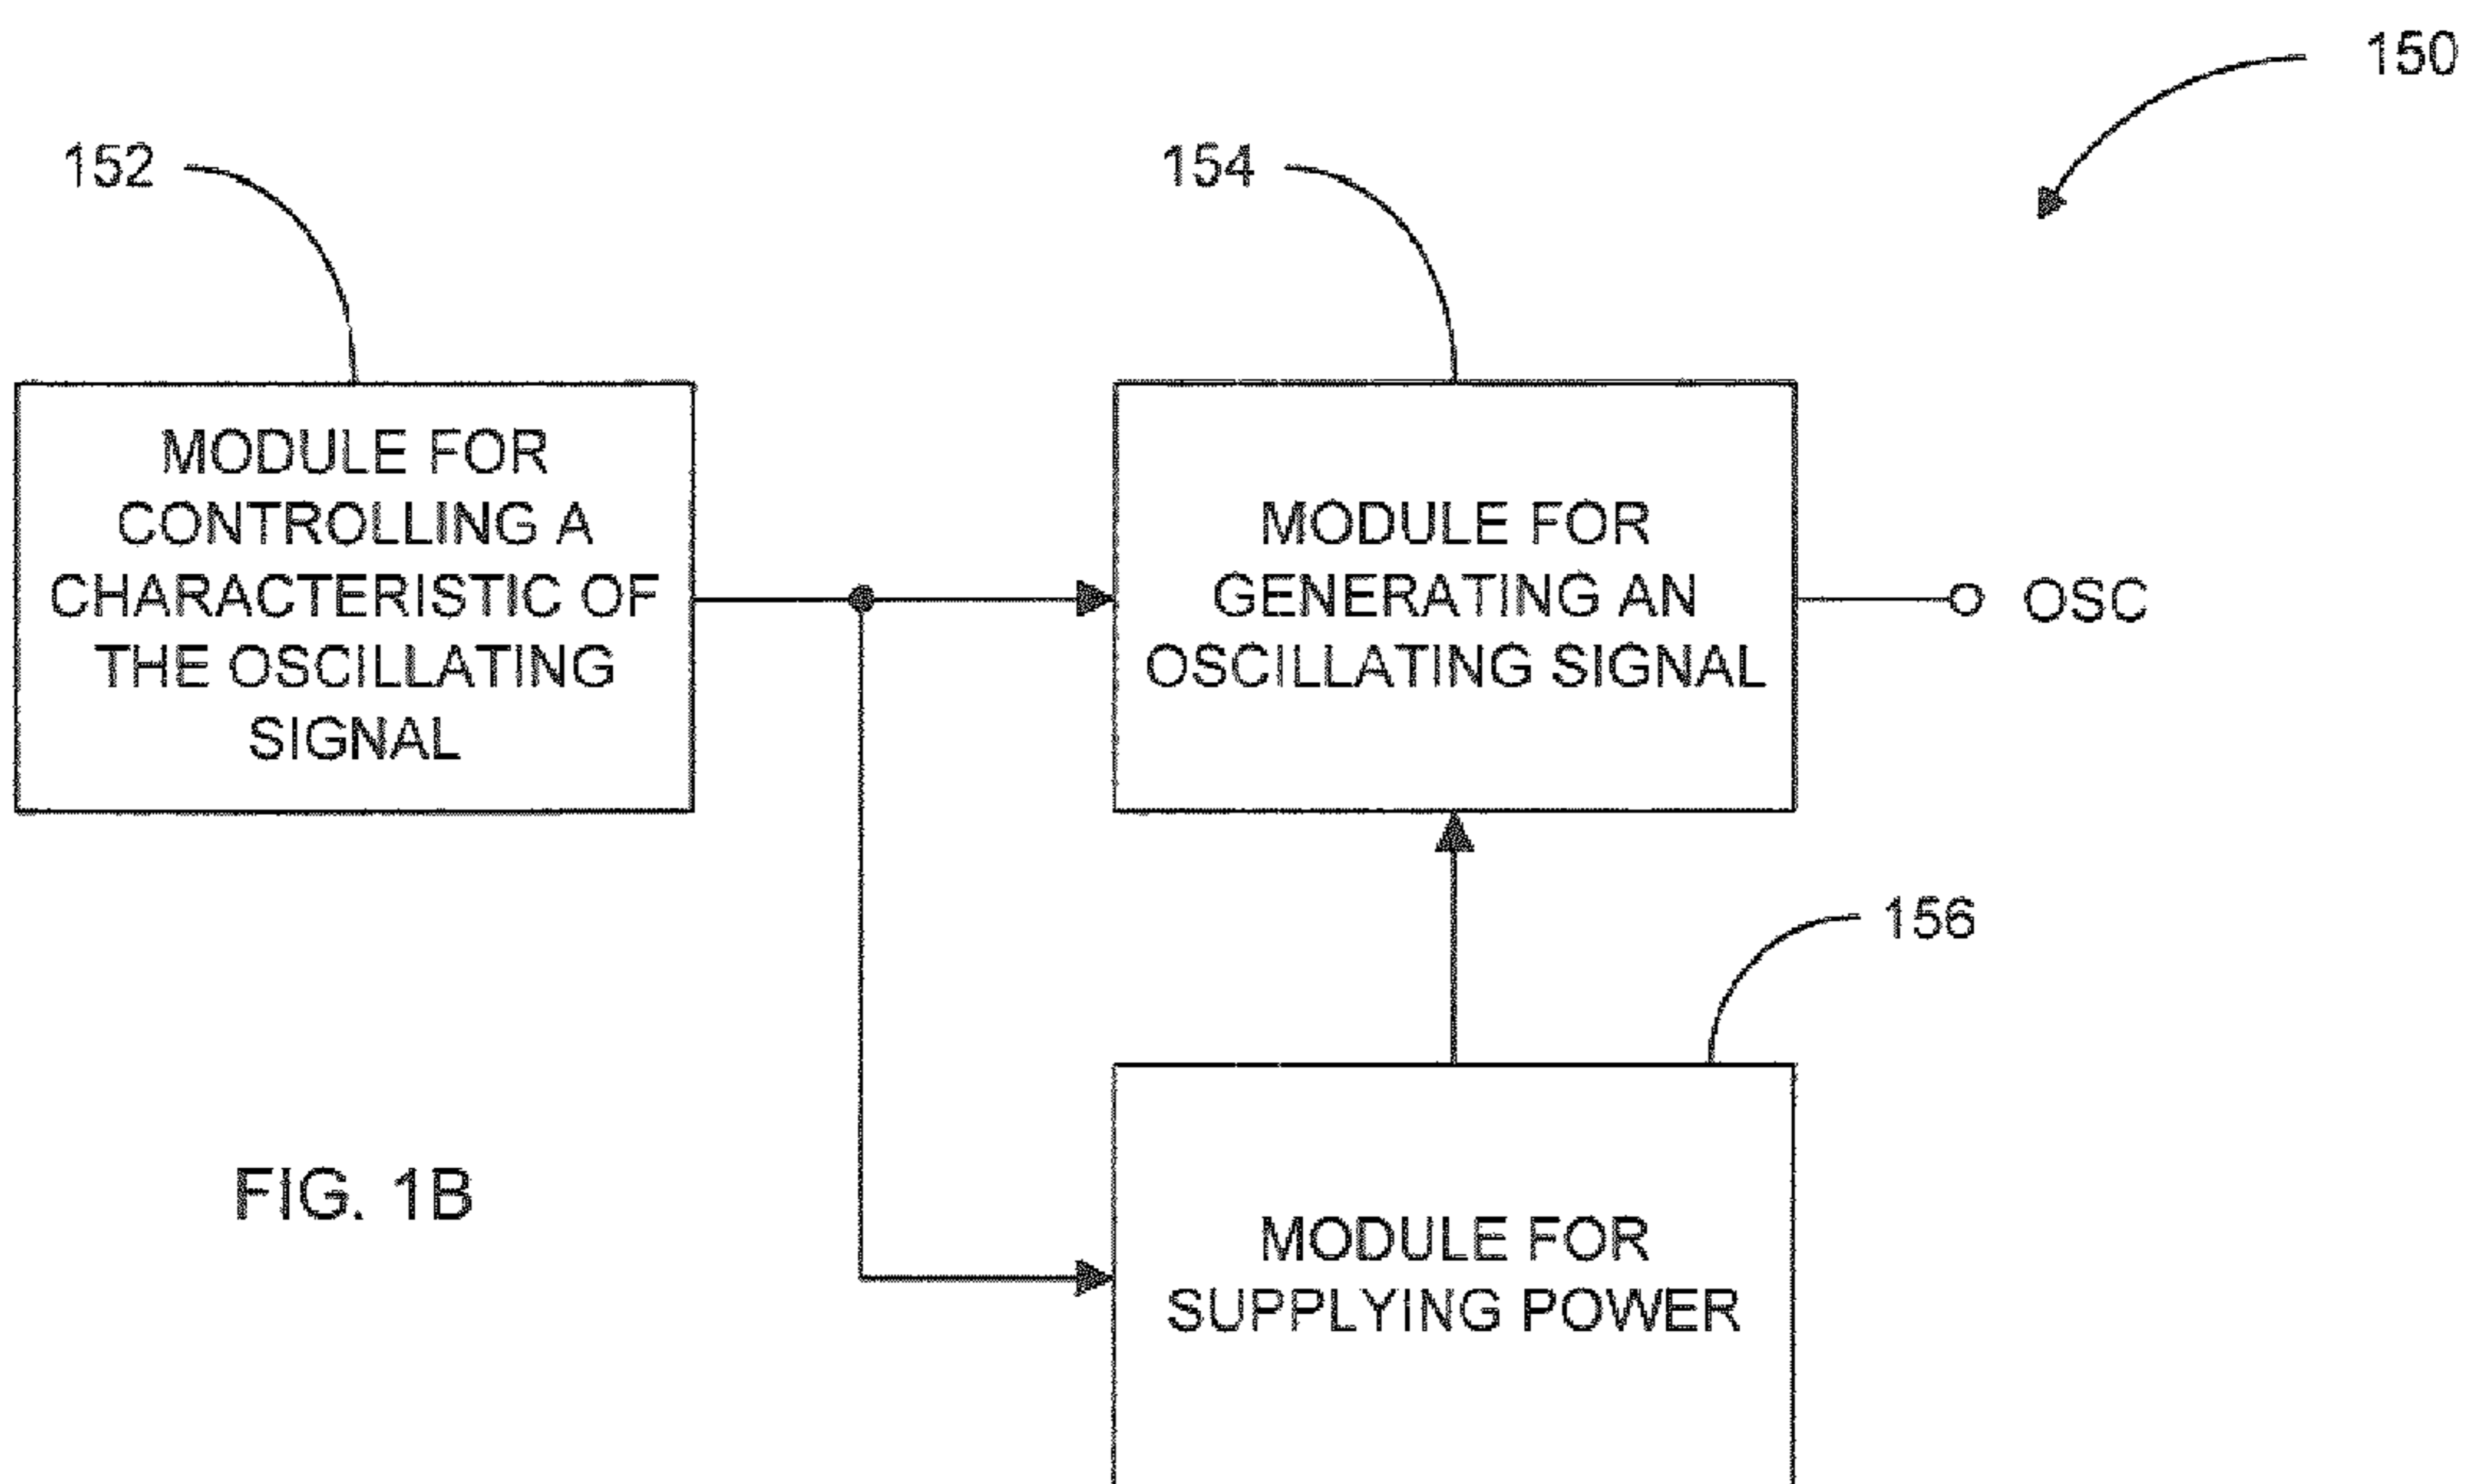 150
152
154
MODULE FOR
CONTROLLING A
CHARACTERISTIC OF
THE OSCILLATING
SIGNAL
MODULE FOR
GENERATING AN
OSCILLATING SIGNAL
OSC
156
FIG. 1B
MODULE FOR
SUPPLYING POWER